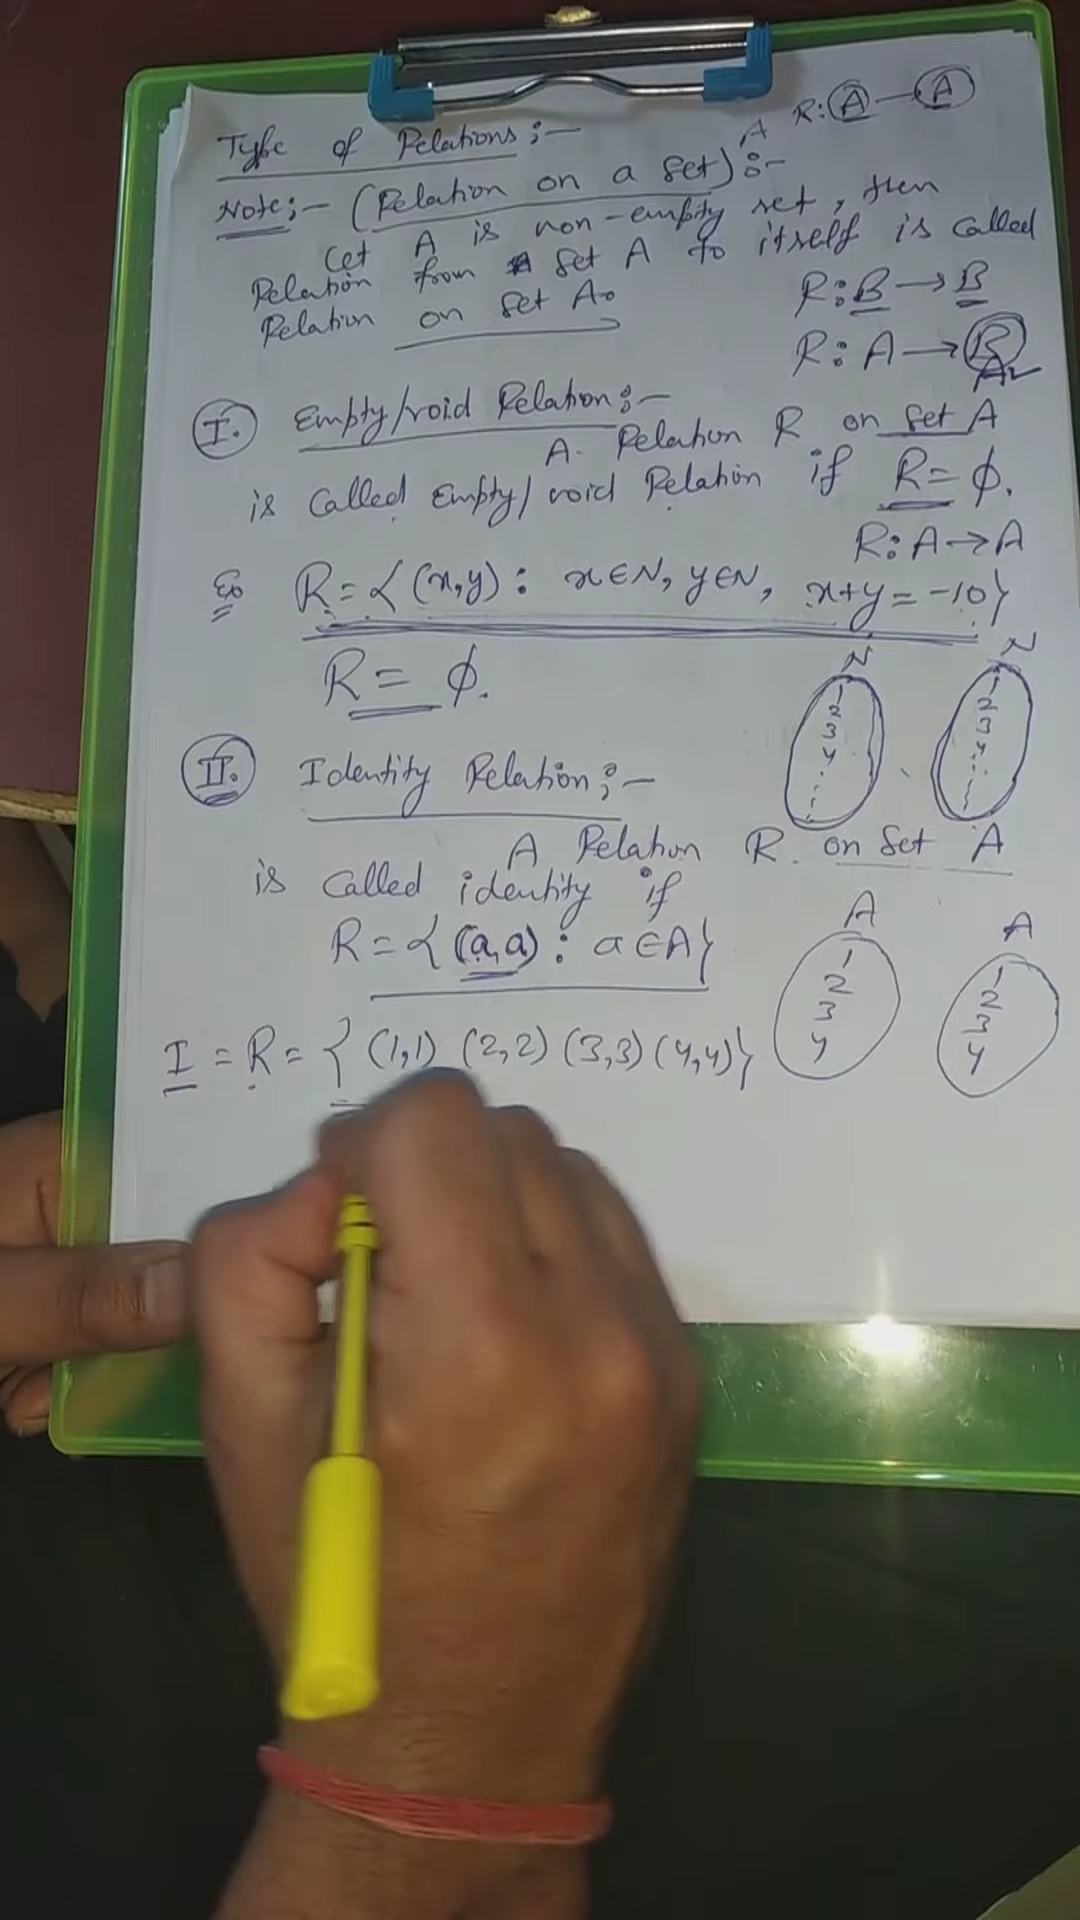 Type of Relations :-
R: A → A
Note :- (Relation on a set) A :-
Let A is non-empty set, then
Relation from set A to itself is called
Relation on set A.
R: B → B
R: A → B
A
I. Empty/void Relation :-
A Relation R on set A
is called Empty/void Relation if R = ϕ.
R: A → A
Ex R = {(x,y) : x∈N, y∈N, x+y = -10}
R = ϕ.
N N
1 1
2 2
3 3
4 4
II. Identity Relation :-
A Relation R on set A
is called identity if
R = {(a,a) : a∈A}
A A
1 1
2 2
3 3
4 4
I = R = {(1,1) (2,2) (3,3) (4,4)}